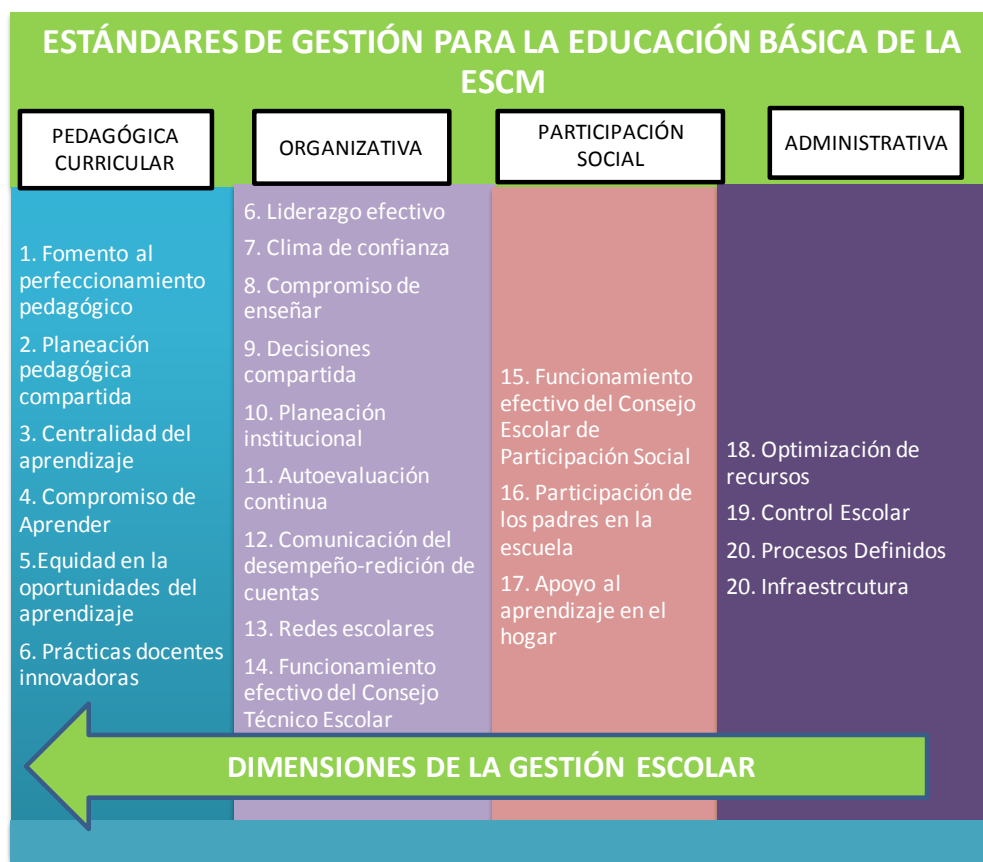 ESTÁNDARES DE GESTIÓN PARA LA EDUCACIÓN BÁSICA DE LA
ESCM
PEDAGÓGICA
CURRICULAR
ORGANIZATIVA
PARTICIPACIÓN
SOCIAL
ADMINISTRATIVA
1. Fomento al
perfeccionamiento
pedagógico
2. Planeación
pedagógica
compartida
3. Centralidad del
aprendizaje
4. Compromiso de
Aprender
5.Equidad en la
oportunidades del
aprendizaje
6. Prácticas docentes
innovadoras
6. Liderazgo efectivo
7. Clima de confianza
8. Compromiso de
enseñar
9. Decisiones
compartida
10. Planeación
institucional
11. Autoevaluación
continua
12. Comunicación del
desempeño-redición de
cuentas
13. Redes escolares
14. Funcionamiento
efectivo del Consejo
Técnico Escolar
15. Funcionamiento
efectivo del Consejo
Escolar de
Participación Social
16. Participación de
los padres en la
escuela
17. Apoyo al
aprendizaje en el
hogar
18. Optimización de
recursos
19. Control Escolar
20. Procesos Definidos
20. Infraestrcutura
DIMENSIONES DE LA GESTIÓN ESCOLAR